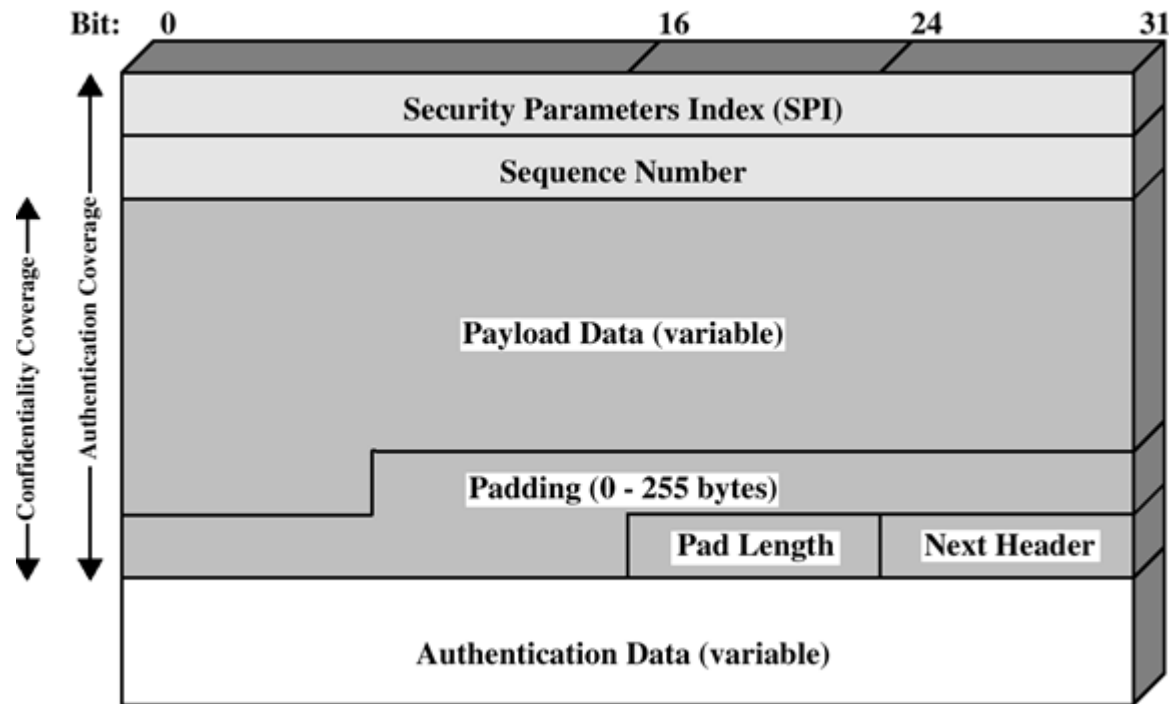 Bit: 0 16 24 31
Security Parameters Index (SPI)
Sequence Number
Payload Data (variable)
Padding (0 - 255 bytes)
Pad Length Next Header
Authentication Data (variable)
Confidentiality Coverage
Authentication Coverage